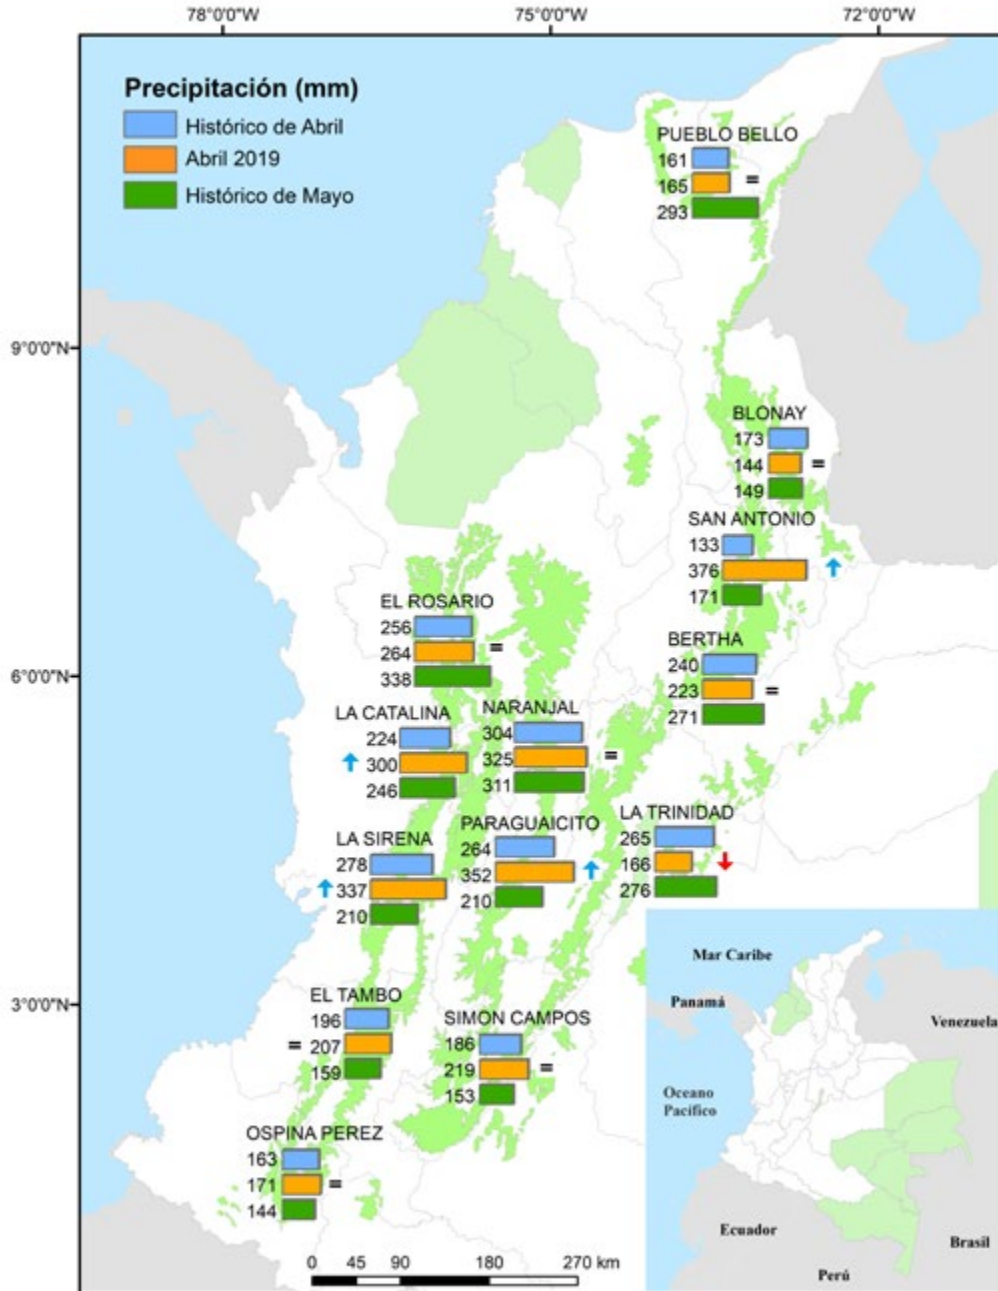 78°0'0"W 75°0'0"W 72°0'0"W
Precipitación (mm)
Histórico de Abril
Abril 2019
Histórico de Mayo
PUEBLO BELLO
161
165 =
293
9°0'0"N
BLONAY
173
144 =
149
SAN ANTONIO
133
376
171
EL ROSARIO
256
264 =
338
BERTHA
240
223 =
271
6°0'0"N
LA CATALINA
224
300
246
NARANJAL
304
325 =
311
LA SIRENA
278
337
210
PARAGUAICITO
264
352
210
LA TRINIDAD
265
166
276
3°0'0"N
EL TAMBO
196
= 207
159
SIMON CAMPOS
186
219 =
153
OSPINA PEREZ
163
171 =
144
0 45 90 180 270 km
Mar Caribe
Panamá
Venezuela
Oceano
Pacífico
Ecuador
Brasil
Perú